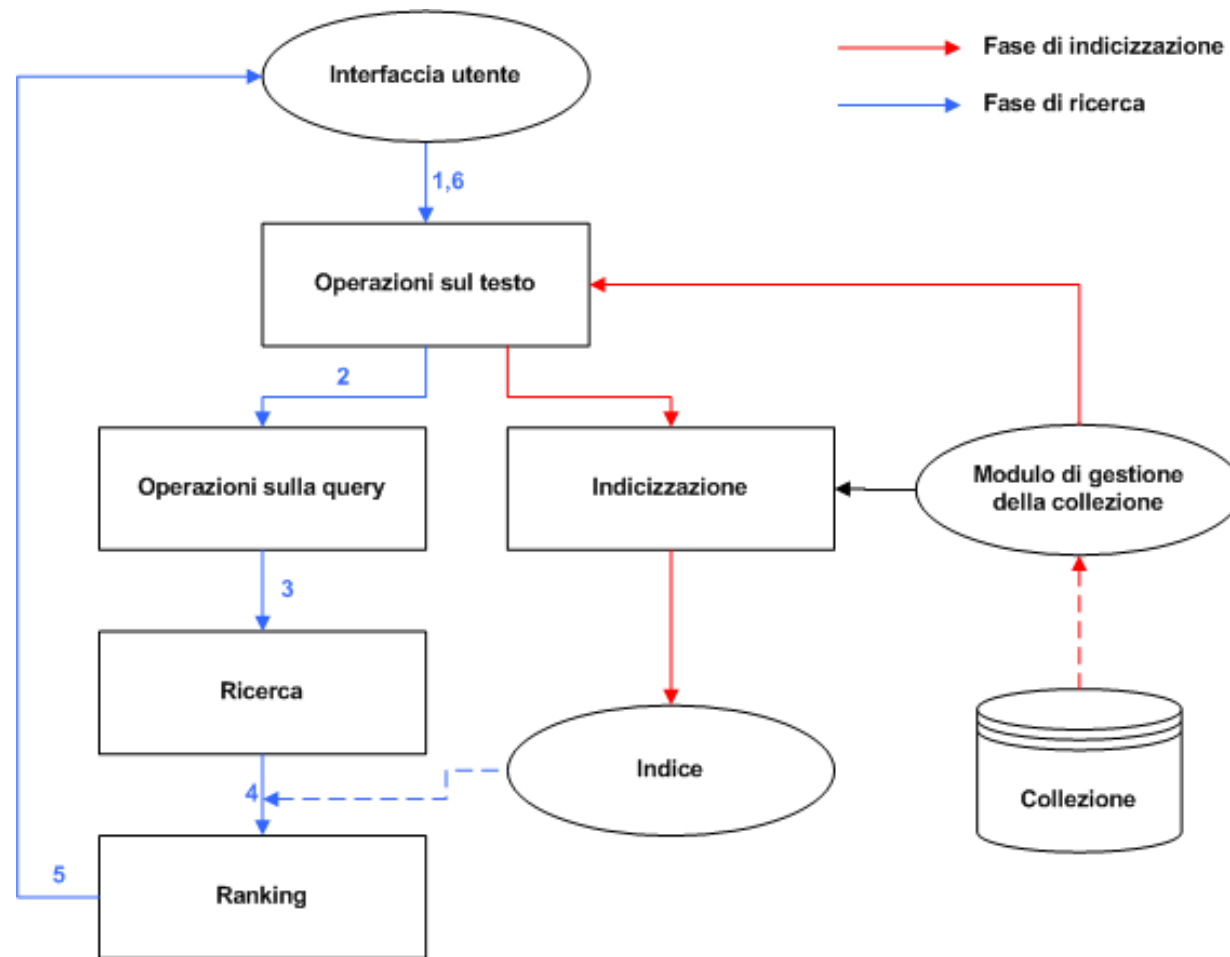 Interfaccia utente
Fase di indicizzazione
Fase di ricerca
1,6
Operazioni sul testo
2
Operazioni sulla query
Indicizzazione
Modulo di gestione
della collezione
3
Ricerca
4
Indice
Collezione
5
Ranking